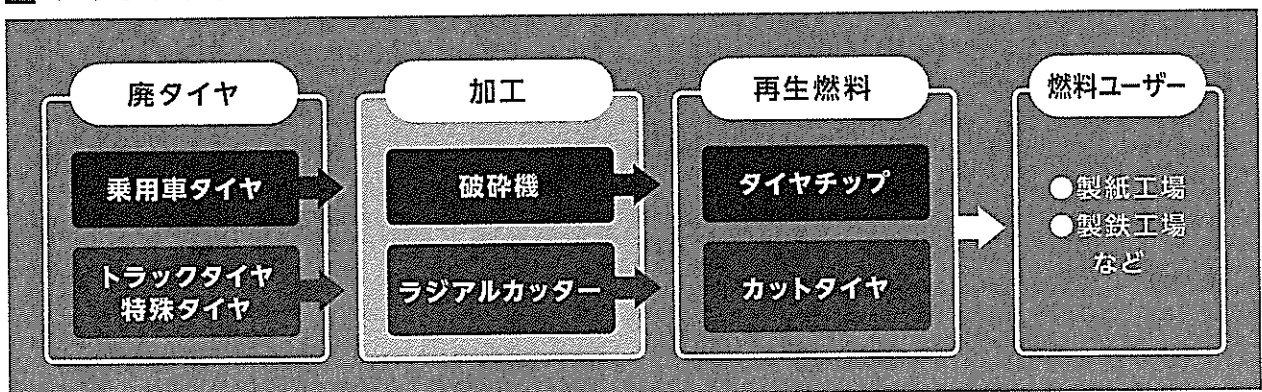 廃タイヤ
乗用車タイヤ
トラックタイヤ
特殊タイヤ
加工
破砕機
ラジアルカッター
再生燃料
タイヤチップ
カットタイヤ
燃料ユーザー
●製紙工場
●製鉄工場
など